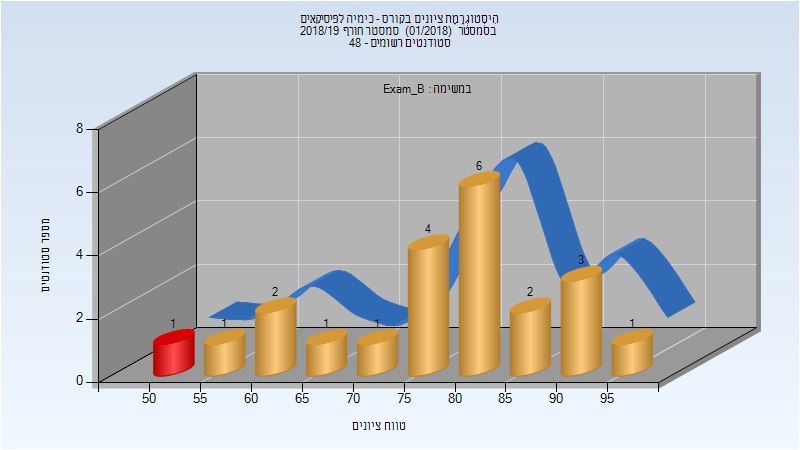 היסטוגרמת ציונים בקורס - כימיה לפיסיקאים
בסמסטר (01/2018) סמסטר חורף 2018/19
סטודנטים רשומים - 48
במשימה : Exam_B
מספר סטודנטים
8
6
4
2
0
1
1
2
1
1
4
6
2
3
1
50 55 60 65 70 75 80 85 90 95
טווח ציונים